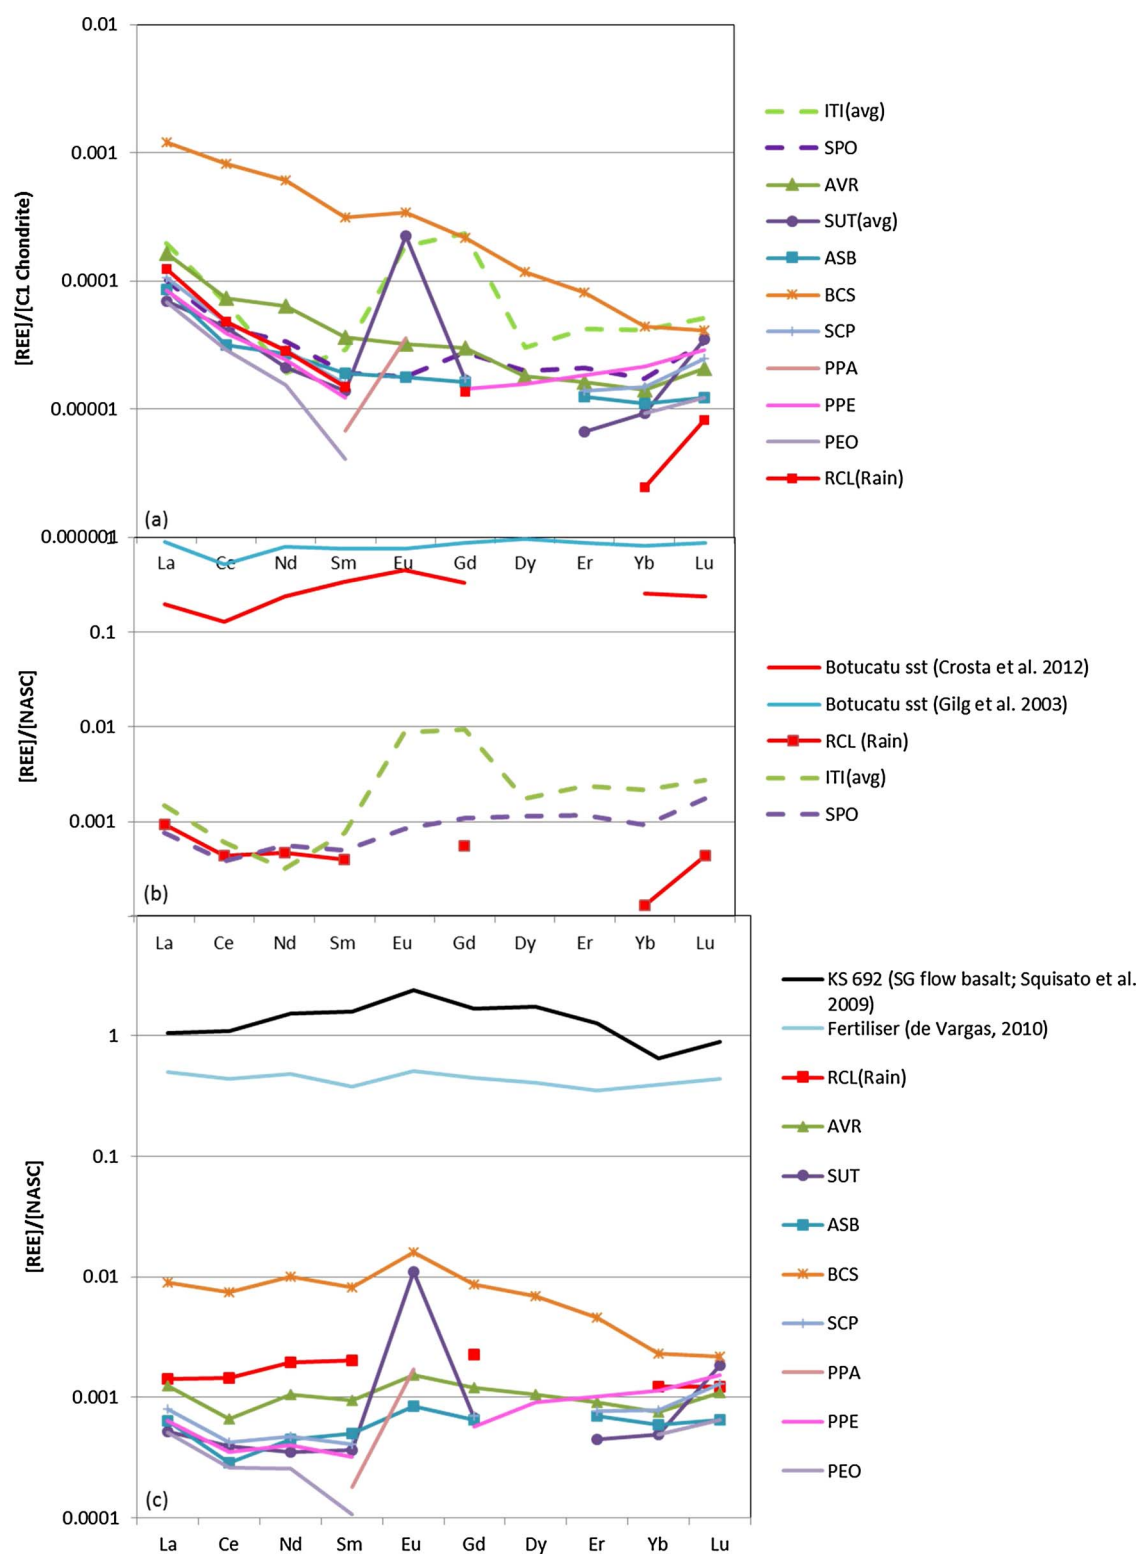 0.01
0.001
0.0001
0.00001
0.000001
[REE]/[C1 Chondrite)
(a)
ITI(avg)
SPO
AVR
SUT(avg)
ASB
BCS
SCP
PPA
PPE
PEO
RCL(Rain)
La Ce Nd Sm Eu Gd Dy Er Yb Lu
1
0.1
0.01
0.001
[REE]/[NASC]
(b)
Botucatu sst (Crosta et al. 2012)
Botucatu sst (Gilg et al. 2003)
RCL (Rain)
ITI(avg)
SPO
La Ce Nd Sm Eu Gd Dy Er Yb Lu
1
0.1
0.01
0.001
0.0001
[REE]/[NASC]
(c)
KS 692 (SG flow basalt; Squisato et al.
2009)
Fertiliser (de Vargas, 2010)
RCL(Rain)
AVR
SUT
ASB
BCS
SCP
PPA
PPE
PEO
La Ce Nd Sm Eu Gd Dy Er Yb Lu